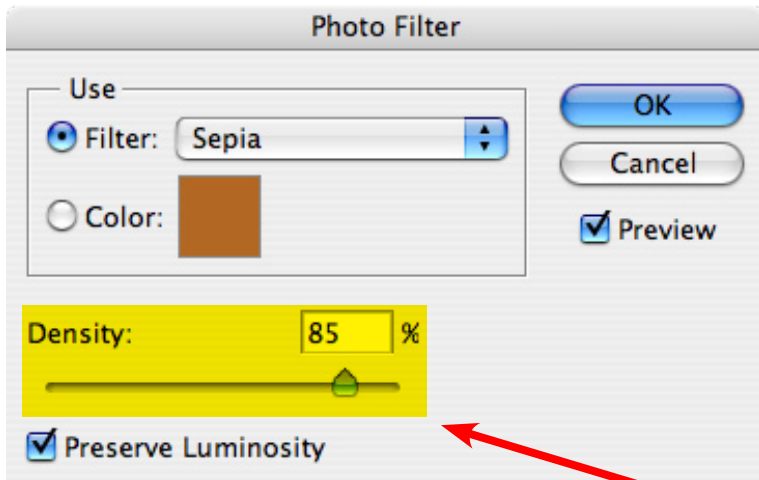 Photo Filter
Use
Filter: Sepia
Color:
OK
Cancel
Preview
Density: 85 %
Preserve Luminosity